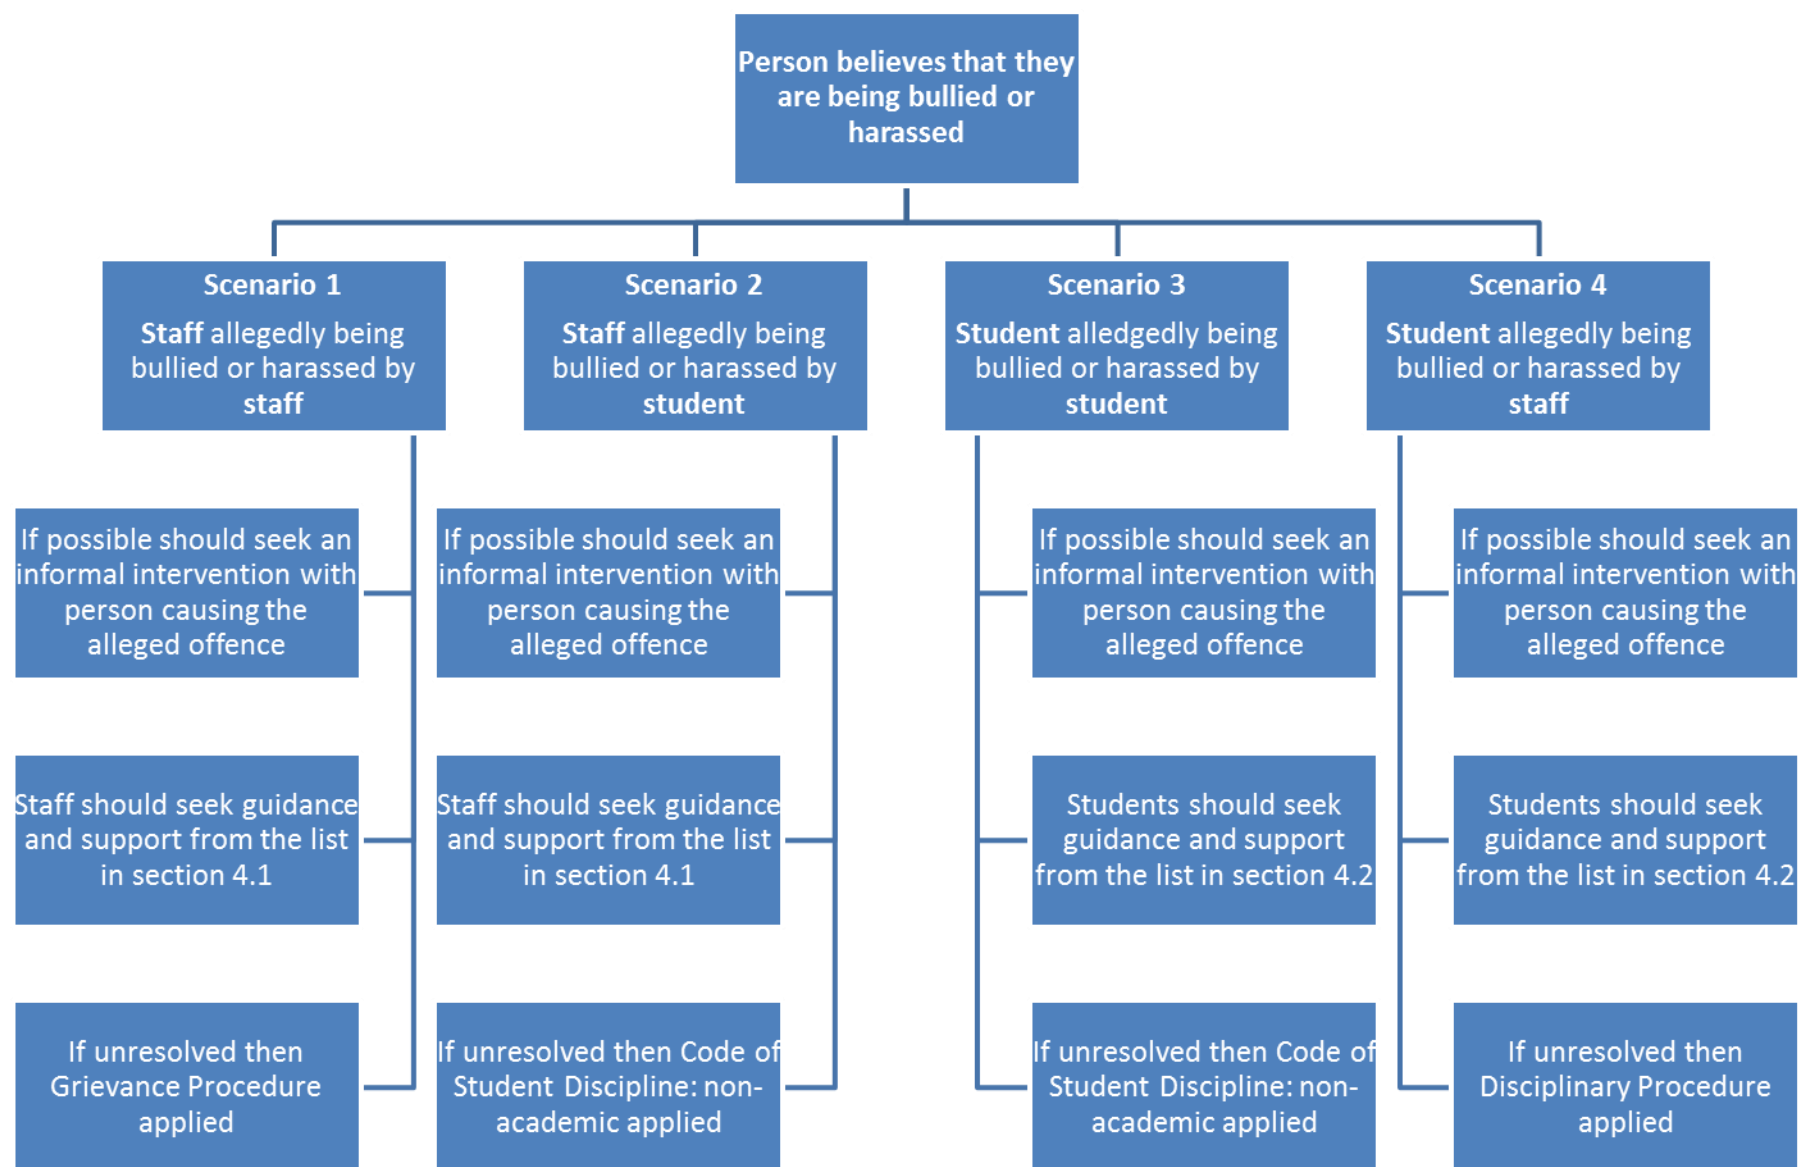 Person believes that they
are being bullied or
harassed
Scenario 1
Staff allegedly being
bullied or harassed by
staff
If possible should seek an
informal intervention with
person causing the
alleged offence
Staff should seek guidance
and support from the list
in section 4.1
If unresolved then
Grievance Procedure
applied
Scenario 2
Staff allegedly being
bullied or harassed by
student
If possible should seek an
informal intervention with
person causing the
alleged offence
Staff should seek guidance
and support from the list
in section 4.1
If unresolved then Code of
Student Discipline: non-
academic applied
Scenario 3
Student alledgedly being
bullied or harassed by
student
If possible should seek an
informal intervention with
person causing the
alleged offence
Students should seek
guidance and support
from the list in section 4.2
If unresolved then Code of
Student Discipline: non-
academic applied
Scenario 4
Student allegedly being
bullied or harassed by
staff
If possible should seek an
informal intervention with
person causing the
alleged offence
Students should seek
guidance and support
from the list in section 4.2
If unresolved then
Disciplinary Procedure
applied